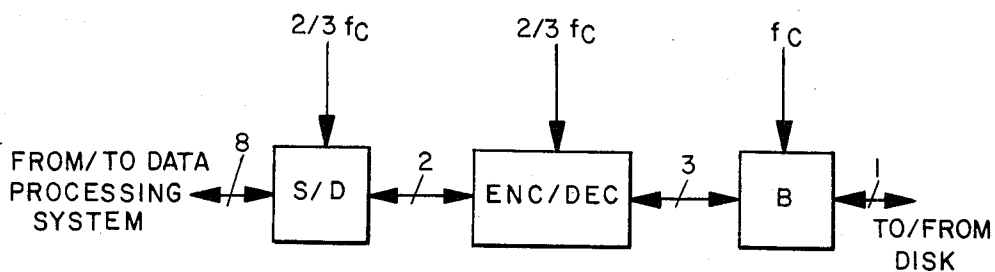 2/3 fC
2/3 fC
fC
FROM/TO DATA
PROCESSING
SYSTEM
8
S/D
2
ENC/DEC
3
B
1
TO/FROM
DISK